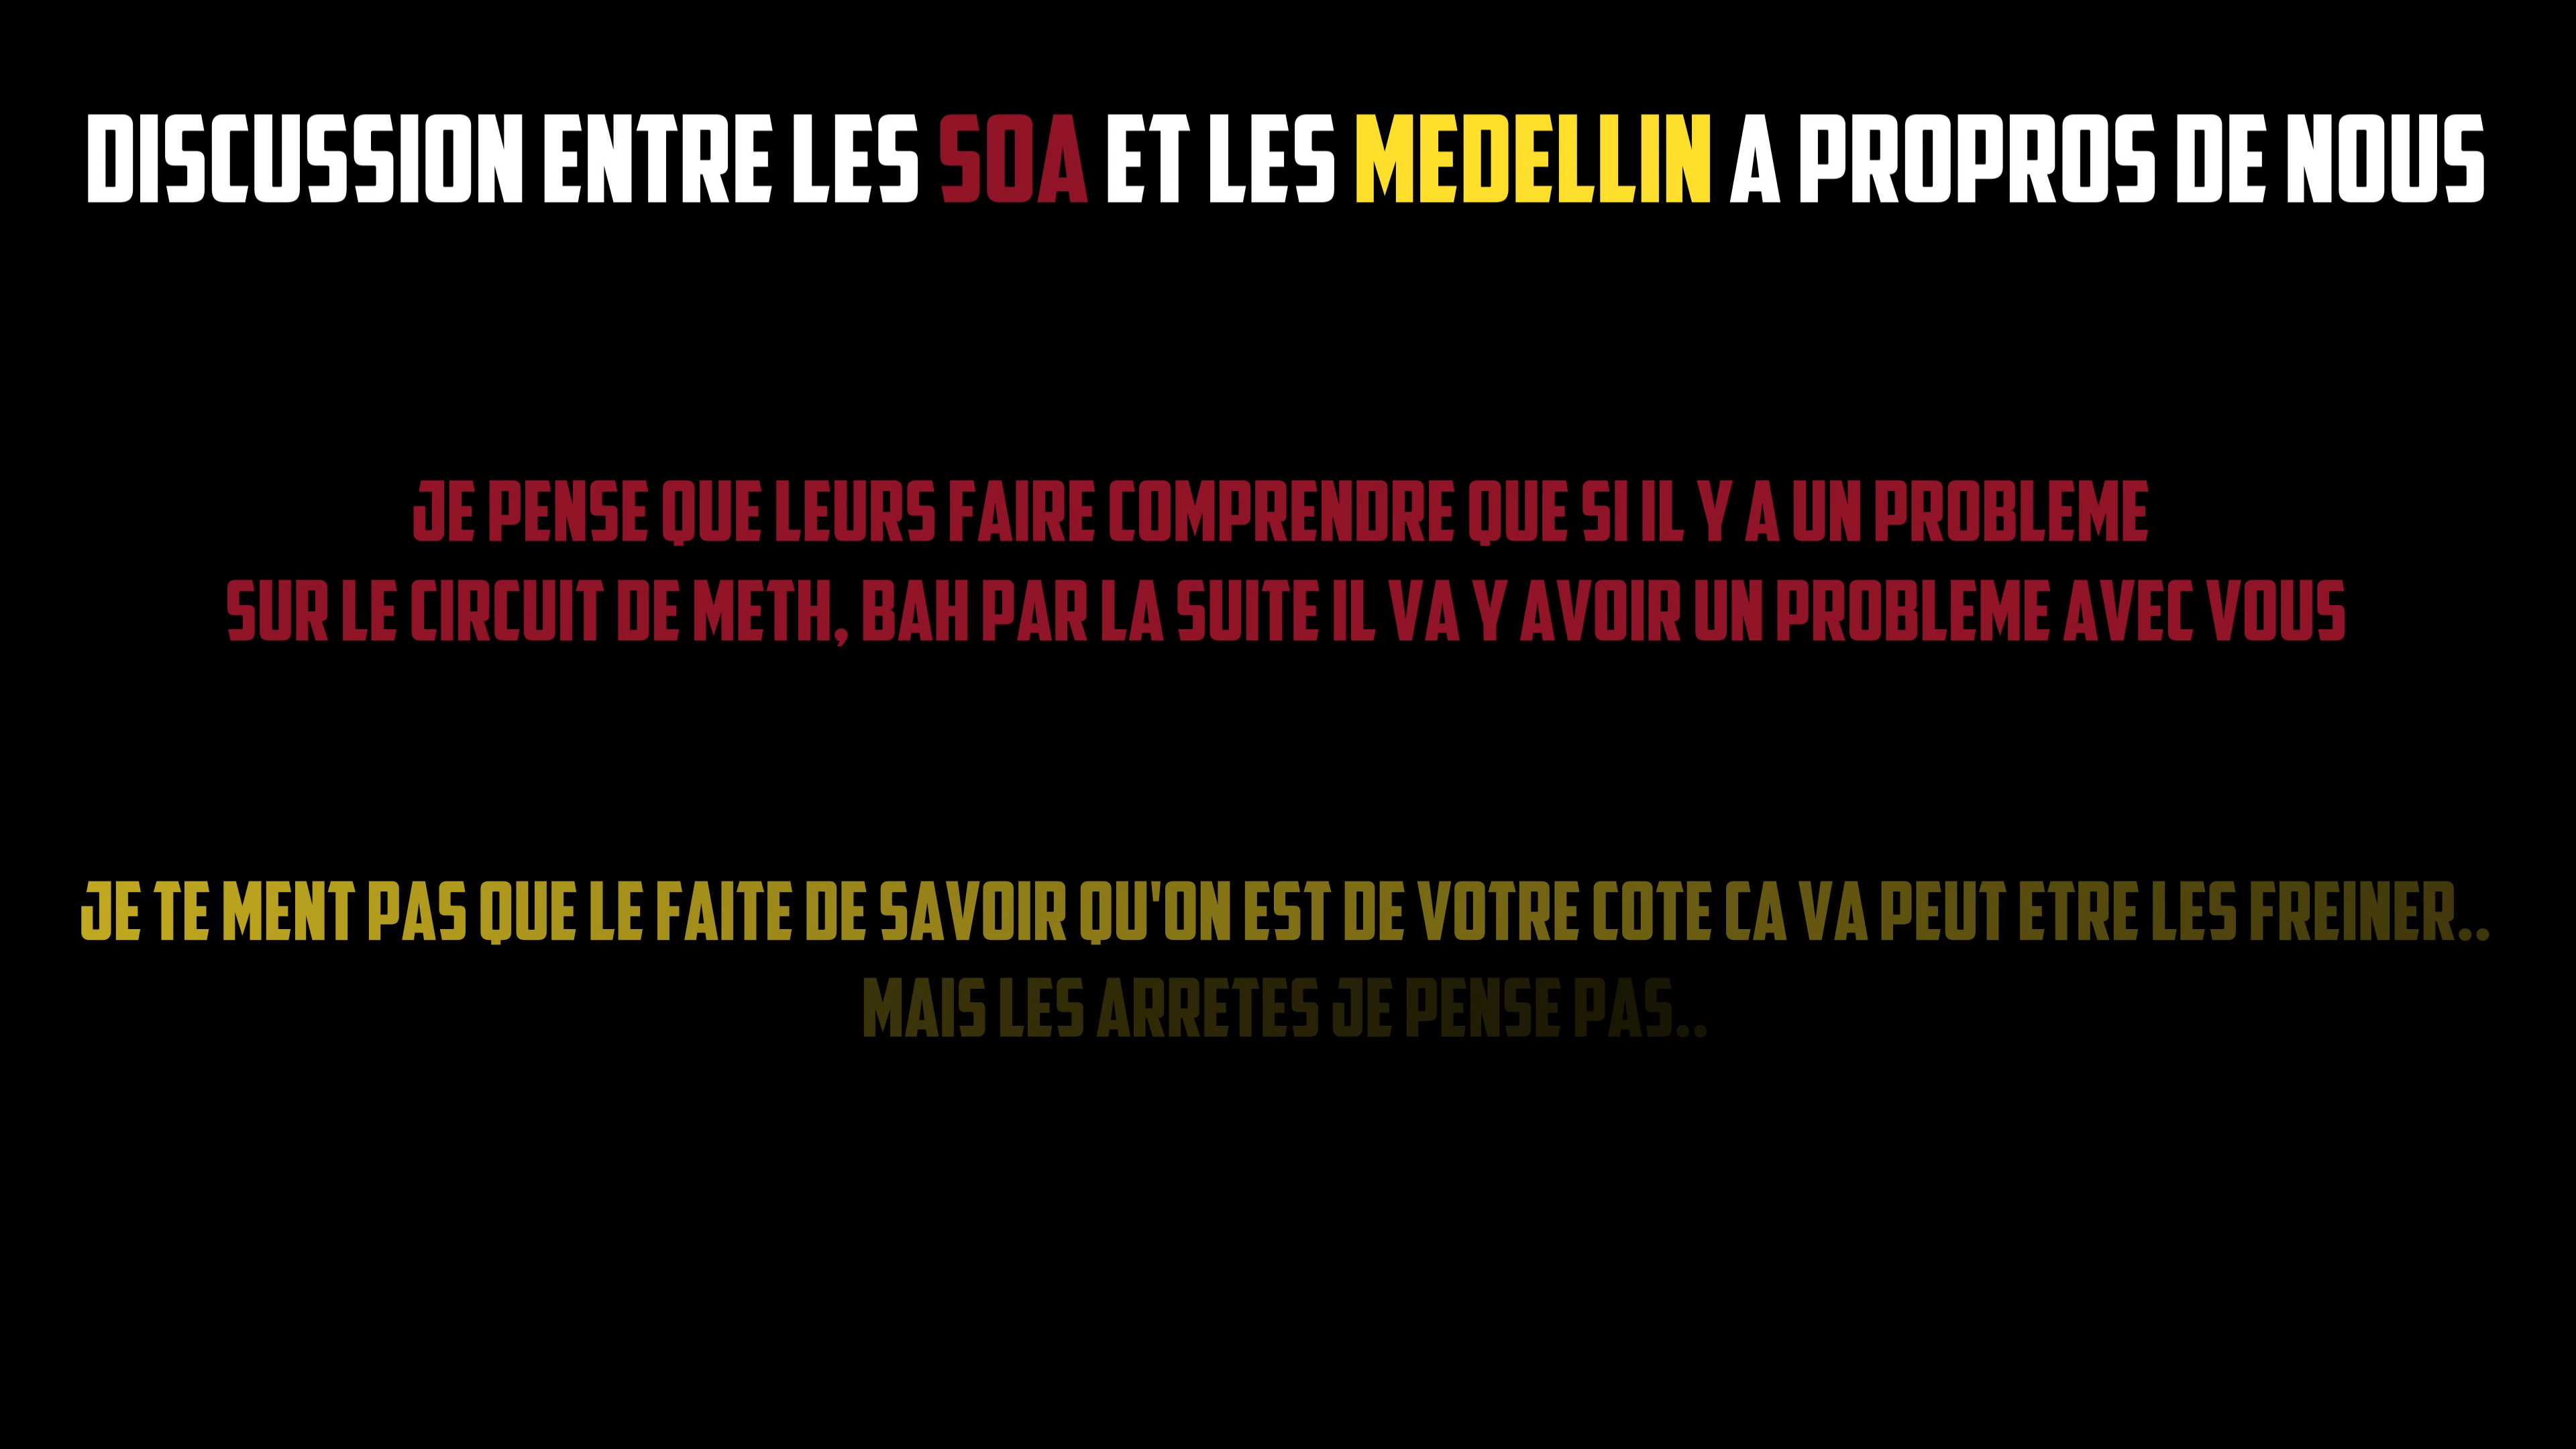 DISCUSSION ENTRE LES SOA ET LES MEDELLIN A PROPROS DE NOUS
JE PENSE QUE LEURS FAIRE COMPRENDRE QUE SI IL Y A UN PROBLEME
SUR LE CIRCUIT DE METH, BAH PAR LA SUITE IL VA Y AVOIR UN PROBLEME AVEC VOUS
JE TE MENT PAS QUE LE FAITE DE SAVOIR QU'ON EST DE VOTRE COTE CA VA PEUT ETRE LES FREINER..
MAIS LES ARRETES JE PENSE PAS..